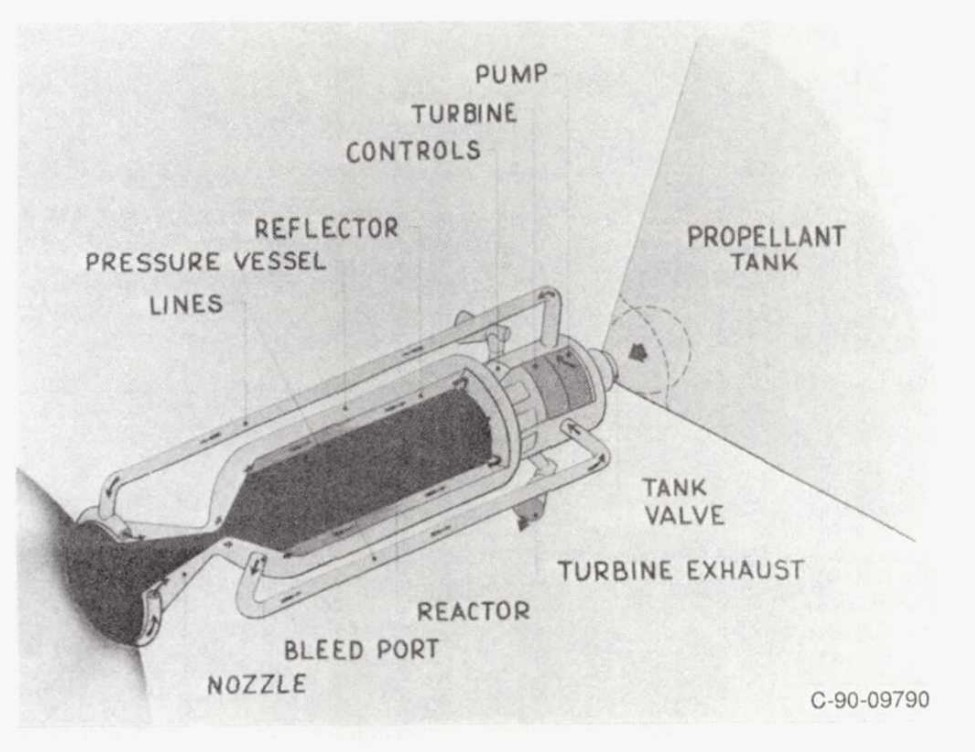 PUMP
TURBINE
CONTROLS
REFLECTOR
PRESSURE VESSEL
LINES
PROPELLANT
TANK
TANK
VALVE
TURBINE EXHAUST
REACTOR
BLEED PORT
NOZZLE
C-90-09790